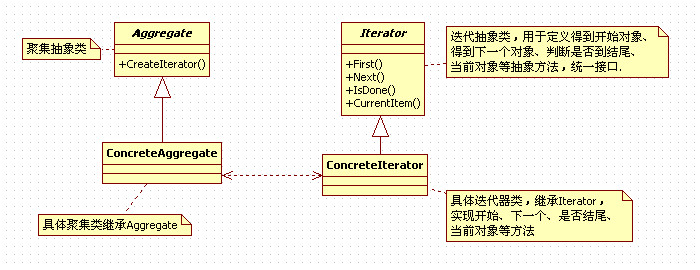 聚集抽象类
Aggregate
+CreateIterator()
Iterator
+First()
+Next()
+IsDone()
+CurrentItem()
迭代抽象类，用于定义得到开始对象、
得到下一个对象、判断是否到结尾、
当前对象等抽象方法，统一接口.
ConcreteAggregate
ConcreteIterator
具体聚集类继承Aggregate
具体迭代器类，继承Iterator，
实现开始、下一个、是否结尾、
当前对象等方法